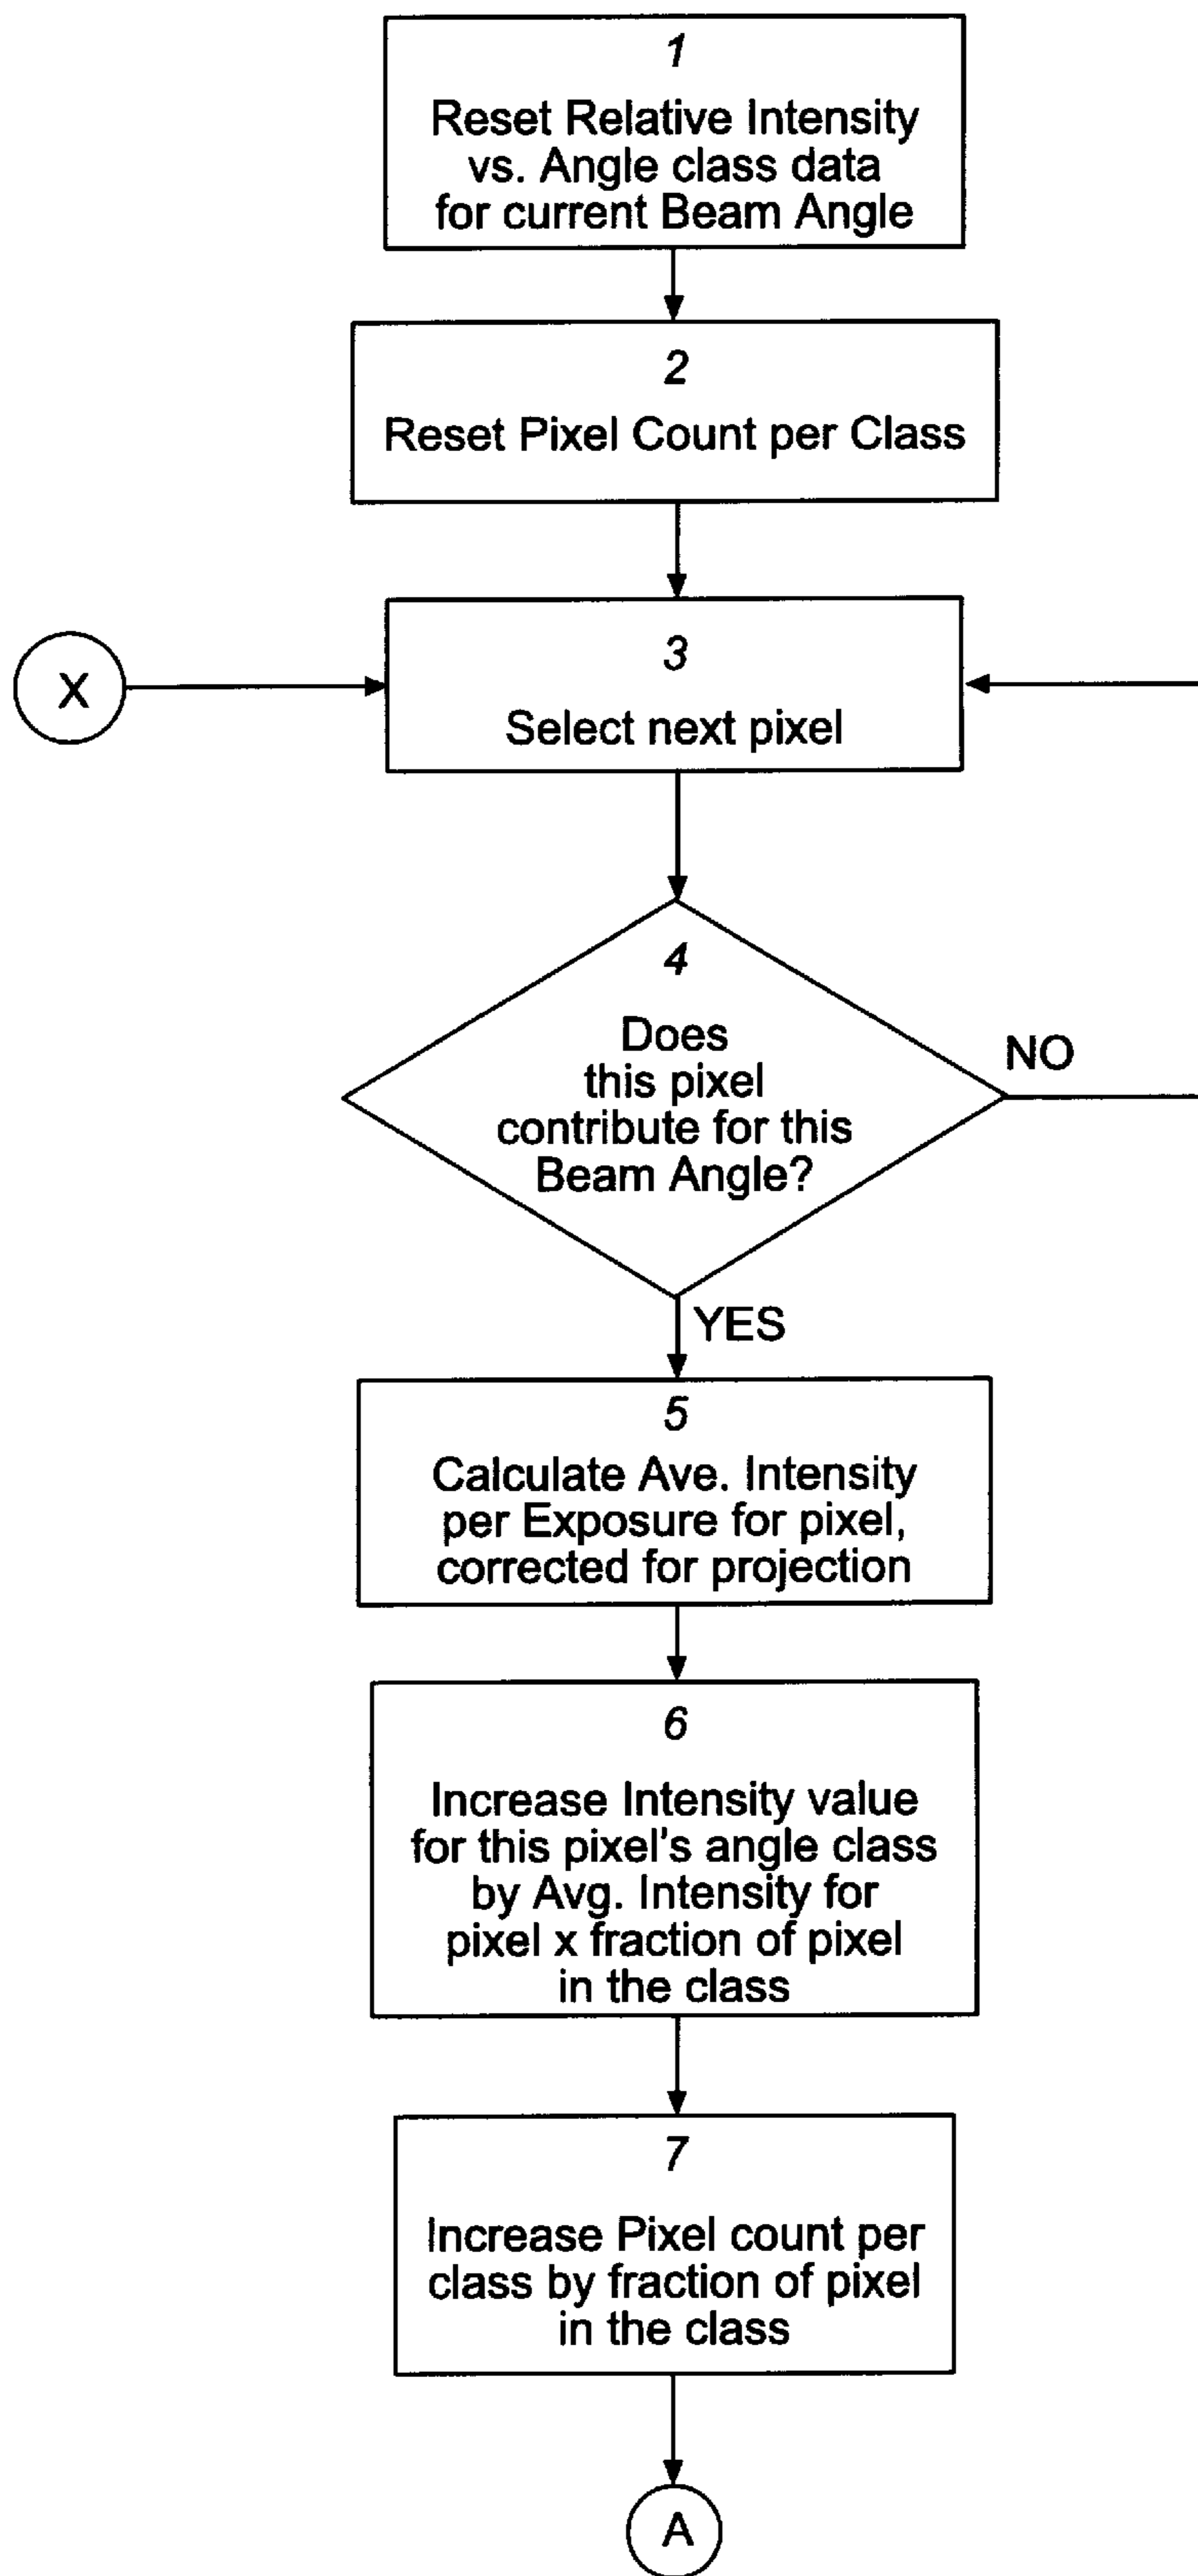 1
Reset Relative Intensity
vs. Angle class data
for current Beam Angle
2
Reset Pixel Count per Class
X
3
Select next pixel
4
Does
this pixel
contribute for this
Beam Angle?
NO
YES
5
Calculate Ave. Intensity
per Exposure for pixel,
corrected for projection
6
Increase Intensity value
for this pixel's angle class
by Avg. Intensity for
pixel x fraction of pixel
in the class
7
Increase Pixel count per
class by fraction of pixel
in the class
A